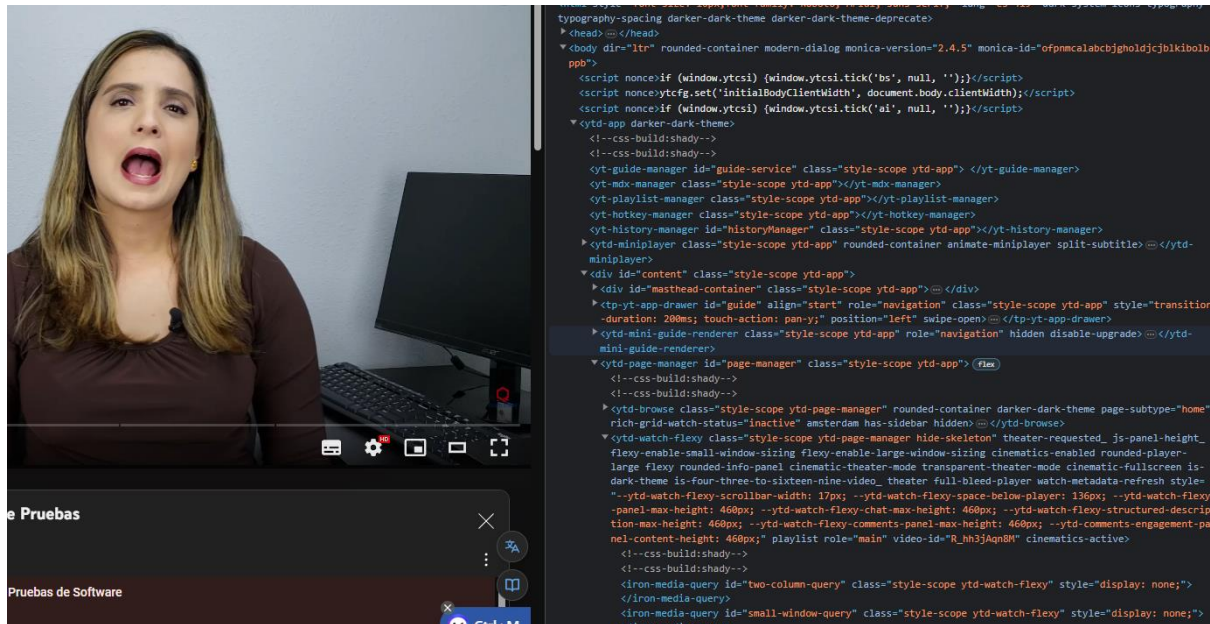 HD
e Pruebas
Pruebas de Software
typography-spacing darker-dark-theme darker-dark-theme-deprecate>
<head>…</head>
<body dir="ltr" rounded-container modern-dialog monica-version="2.4.5" monica-id="ofpnmcalabcbjgholdjcjblkibolb
ppb">
<script nonce>if (window.ytcsi) {window.ytcsi.tick('bs', null, '');}</script>
<script nonce>ytcfg.set('initialBodyClientWidth', document.body.clientWidth);</script>
<script nonce>if (window.ytcsi) {window.ytcsi.tick('ai', null, '');}</script>
<ytd-app darker-dark-theme>
<!--css-build:shady-->
<!--css-build:shady-->
<yt-guide-manager id="guide-service" class="style-scope ytd-app"> </yt-guide-manager>
<yt-mdx-manager class="style-scope ytd-app"></yt-mdx-manager>
<yt-playlist-manager class="style-scope ytd-app"></yt-playlist-manager>
<yt-hotkey-manager class="style-scope ytd-app"></yt-hotkey-manager>
<yt-history-manager id="historyManager" class="style-scope ytd-app"></yt-history-manager>
<ytd-miniplayer class="style-scope ytd-app" rounded-container animate-miniplayer split-subtitle>…</ytd-
miniplayer>
<div id="content" class="style-scope ytd-app">
<div id="masthead-container" class="style-scope ytd-app">…</div>
<tp-yt-app-drawer id="guide" align="start" role="navigation" class="style-scope ytd-app" style="transition
-duration: 200ms; touch-action: pan-y;" position="left" swipe-open>…</tp-yt-app-drawer>
<ytd-mini-guide-renderer class="style-scope ytd-app" role="navigation" hidden disable-upgrade>…</ytd-
mini-guide-renderer>
<ytd-page-manager id="page-manager" class="style-scope ytd-app"> flex
<!--css-build:shady-->
<!--css-build:shady-->
<ytd-browse class="style-scope ytd-page-manager" rounded-container darker-dark-theme page-subtype="home"
rich-grid-watch-status="inactive" amsterdam has-sidebar hidden>…</ytd-browse>
<ytd-watch-flexy class="style-scope ytd-page-manager hide-skeleton" theater-requested_ js-panel-height_
flexy-enable-small-window-sizing flexy-enable-large-window-sizing cinematics-enabled rounded-player-
large flexy rounded-info-panel cinematic-theater-mode transparent-theater-mode cinematic-fullscreen is-
dark-theme is-four-three-to-sixteen-nine-video_ theater full-bleed-player watch-metadata-refresh style=
"--ytd-watch-flexy-scrollbar-width: 17px; --ytd-watch-flexy-space-below-player: 136px; --ytd-watch-flexy
-panel-max-height: 460px; --ytd-watch-flexy-chat-max-height: 460px; --ytd-watch-flexy-structured-descrip
tion-max-height: 460px; --ytd-watch-flexy-comments-panel-max-height: 460px; --ytd-comments-engagement-pa
nel-content-height: 460px;" playlist role="main" video-id="R_hh3jAqn8M" cinematics-active>
<!--css-build:shady-->
<!--css-build:shady-->
<iron-media-query id="two-column-query" class="style-scope ytd-watch-flexy" style="display: none;">
</iron-media-query>
<iron-media-query id="small-window-query" class="style-scope ytd-watch-flexy" style="display: none;">